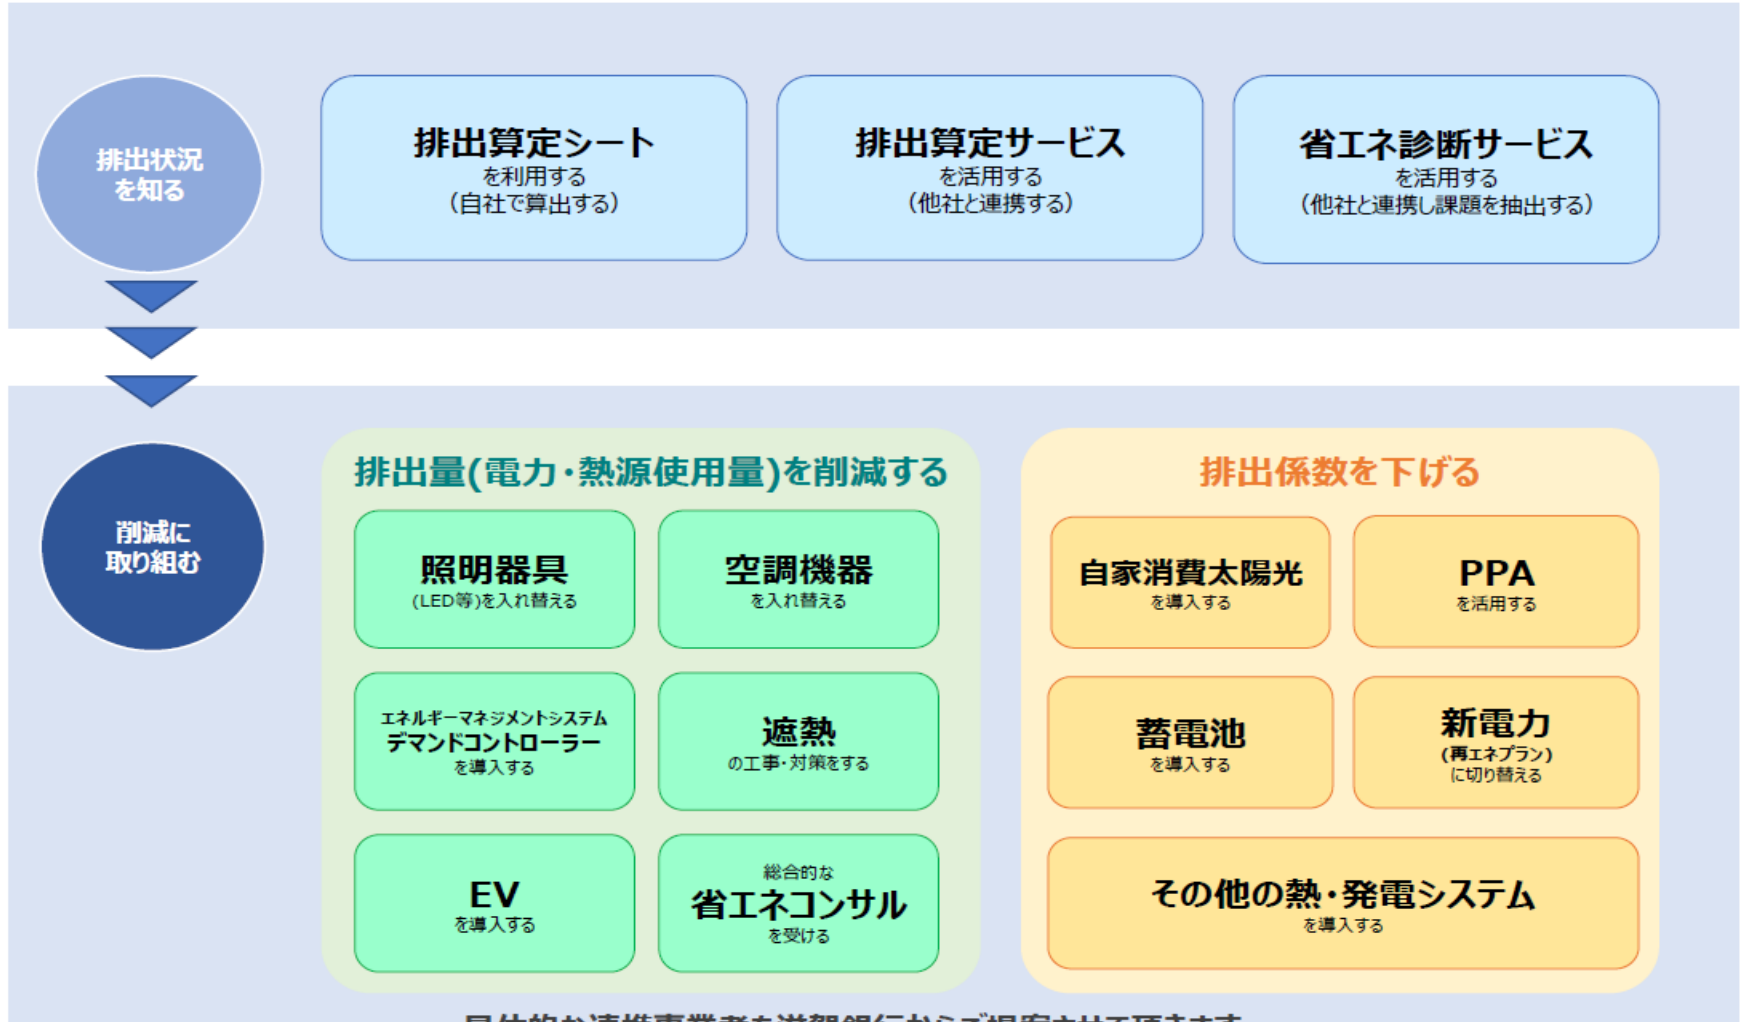 排出状況
を知る
排出算定シート
を利用する
（自社で算出する）
排出算定サービス
を活用する
（他社と連携する）
省エネ診断サービス
を活用する
（他社と連携し課題を抽出する）
削減に
取り組む
排出量(電力・熱源使用量)を削減する
照明器具
(LED等)を入れ替える
空調機器
を入れ替える
エネルギーマネジメントシステム
デマンドコントローラー
を導入する
遮熱
の工事・対策をする
EV
を導入する
総合的な
省エネコンサル
を受ける
排出係数を下げる
自家消費太陽光
を導入する
PPA
を活用する
蓄電池
を導入する
新電力
(再エネプラン)
に切り替える
その他の熱・発電システム
を導入する